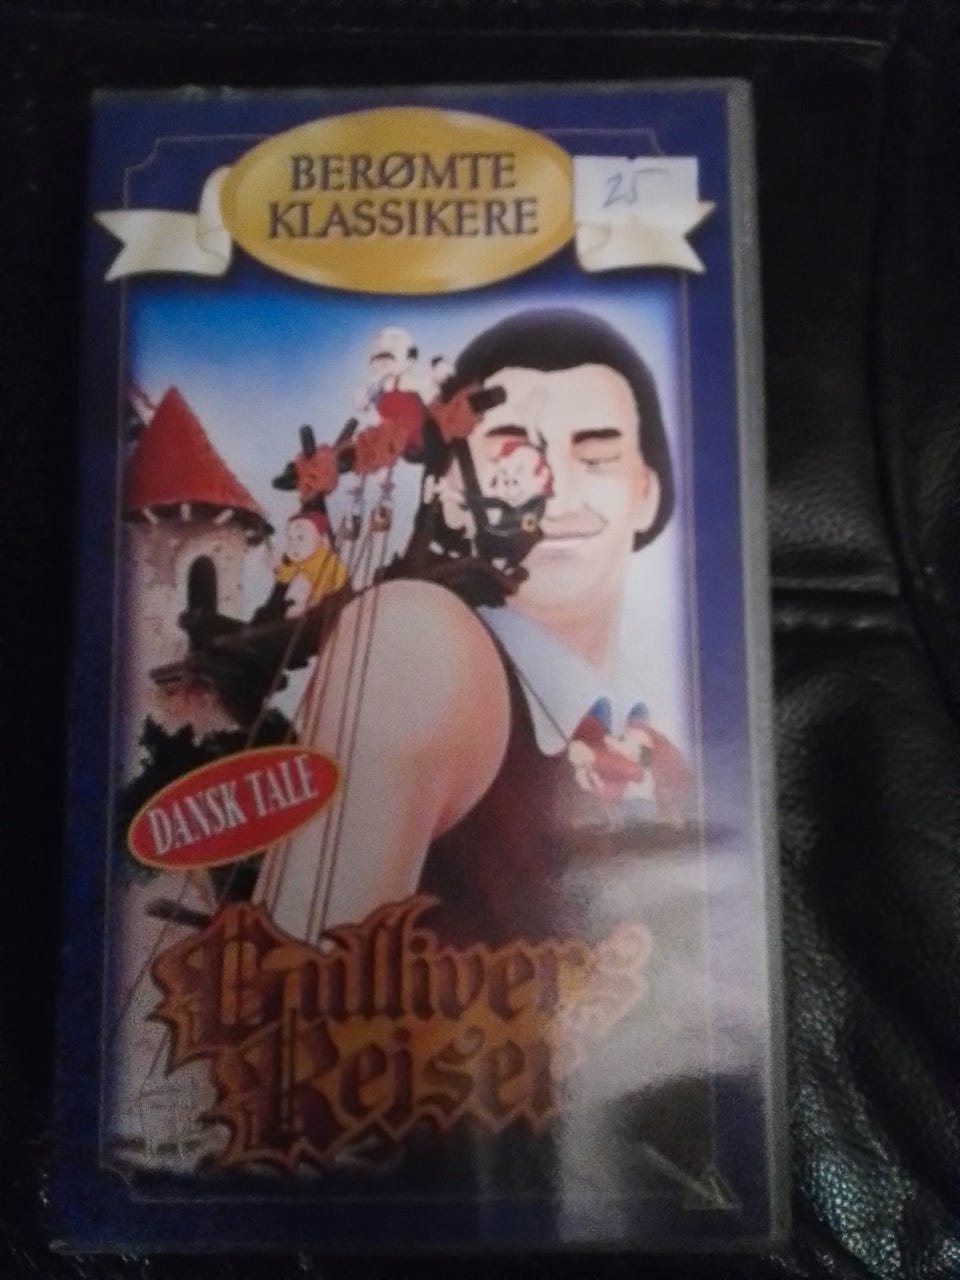 BERØMTE
KLASSIKERE
25
DANSK TALE
Gullivers
Rejser